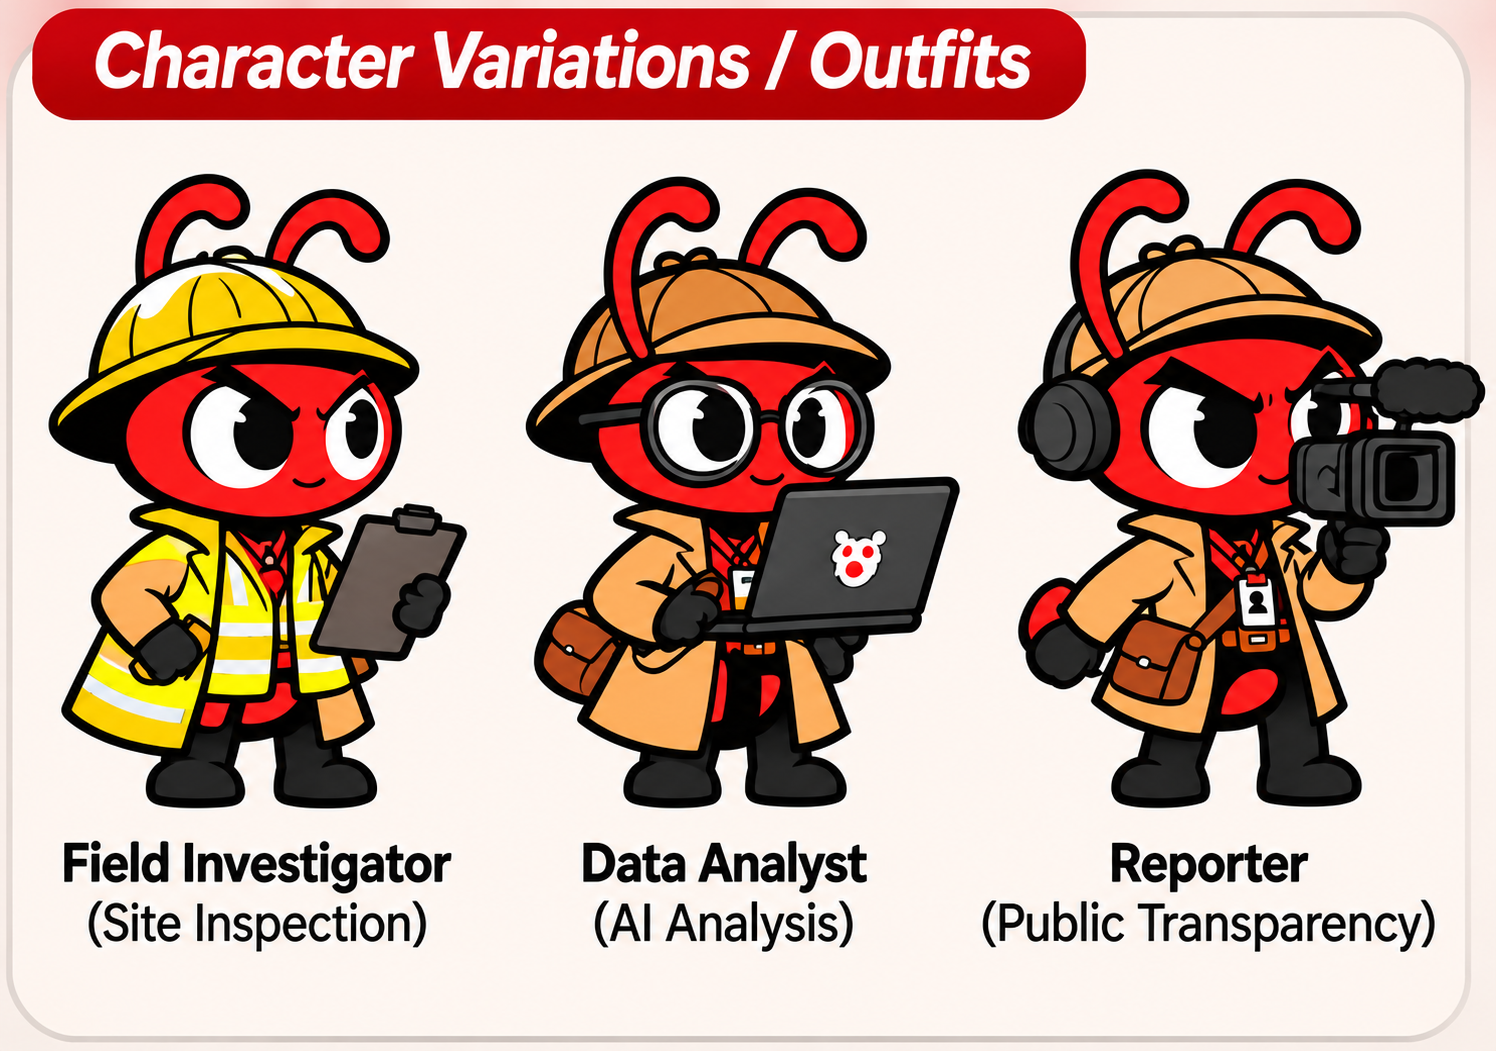 Character Variations / Outfits
Field Investigator
(Site Inspection)
Data Analyst
(AI Analysis)
Reporter
(Public Transparency)